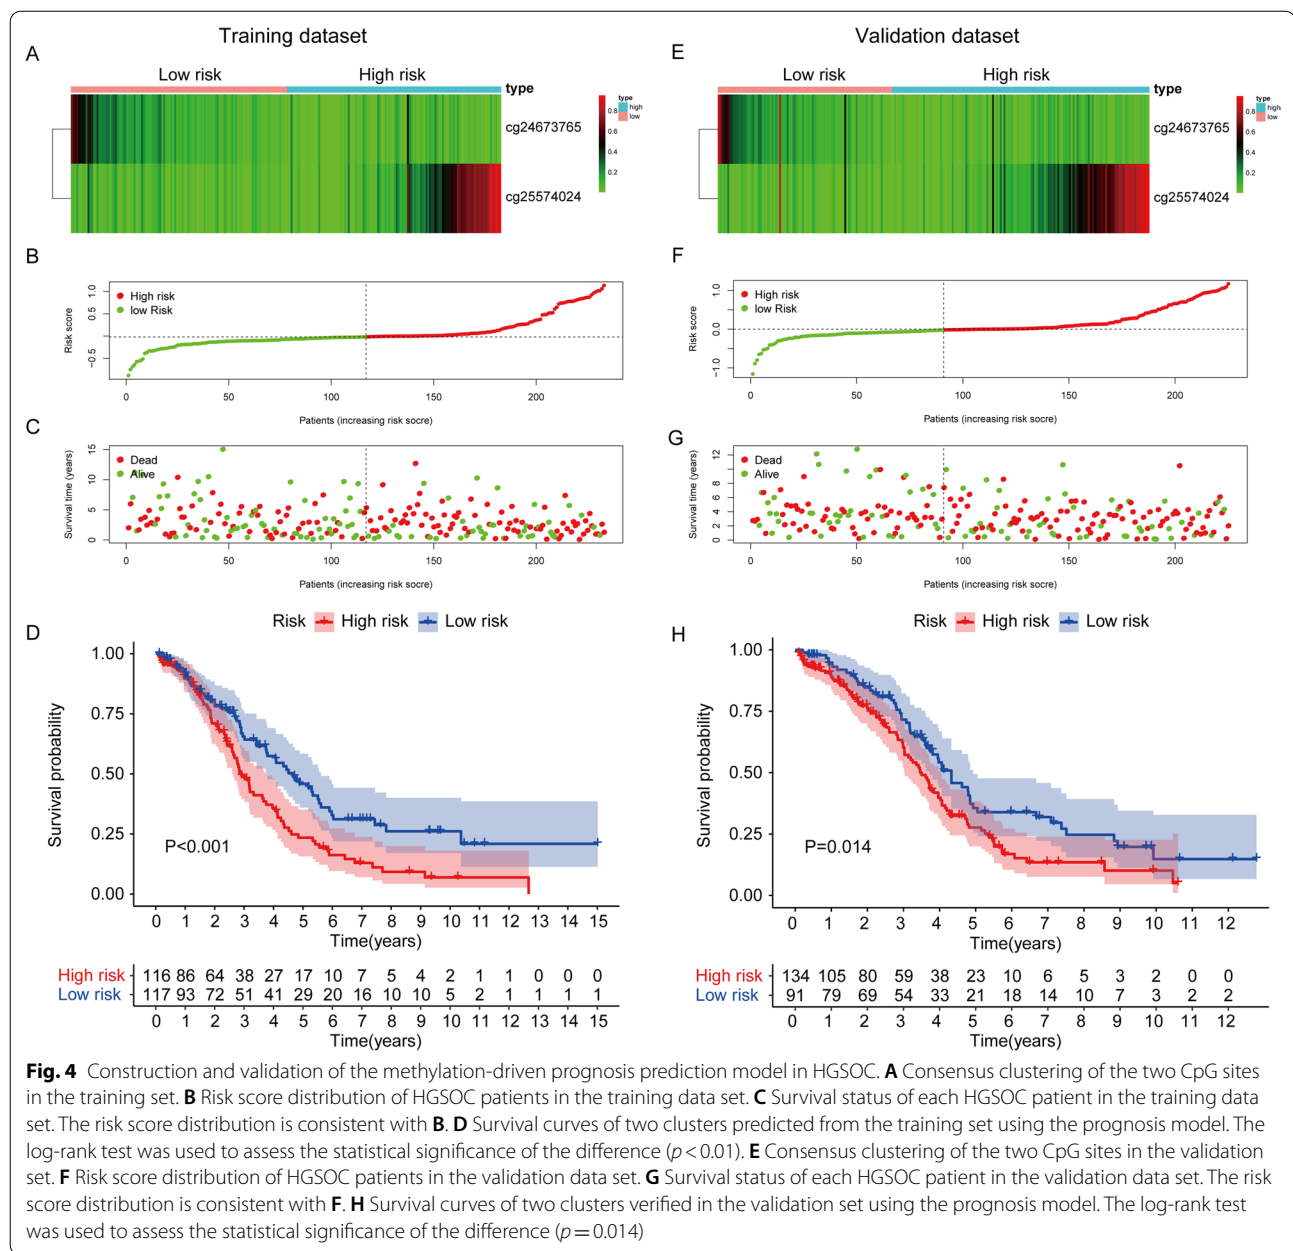 Training dataset
A
Low risk
High risk
type
cg24673765
cg25574024
0.8
0.6
0.4
0.2
type
high
low
B
High risk
low Risk
Risk score
1.0
0.5
−0.5
0
50
100
150
200
Patients (increasing risk socre)
C
Dead
Alive
Survival time (years)
15
10
5
0
0
50
100
150
200
Patients (increasing risk socre)
D
Risk High risk Low risk
Survival probability
1.00
0.75
0.50
0.25
0.00
P<0.001
0 1 2 3 4 5 6 7 8 9 10 11 12 13 14 15
Time(years)
High risk 116 86 64 38 27 17 10 7 5 4 2 1 1 0 0 0
Low risk 117 93 72 51 41 29 20 16 10 10 5 2 1 1 1 1
0 1 2 3 4 5 6 7 8 9 10 11 12 13 14 15
Time(years)
Validation dataset
E
Low risk
High risk
type
cg24673765
cg25574024
0.8
0.6
0.4
0.2
type
high
low
F
High risk
low Risk
Risk score
1.0
0.0
−1.0
0
50
100
150
200
Patients (increasing risk socre)
G
Dead
Alive
Survival time (years)
12
8
6
4
2
0
0
50
100
150
200
Patients (increasing risk socre)
H
Risk High risk Low risk
Survival probability
1.00
0.75
0.50
0.25
0.00
P=0.014
0 1 2 3 4 5 6 7 8 9 10 11 12
Time(years)
High risk 134 105 80 59 38 23 10 6 5 3 2 0 0
Low risk 91 79 69 54 33 21 18 14 10 7 3 2 2
0 1 2 3 4 5 6 7 8 9 10 11 12
Time(years)
Fig. 4 Construction and validation of the methylation-driven prognosis prediction model in HGSOC. A Consensus clustering of the two CpG sites
in the training set. B Risk score distribution of HGSOC patients in the training data set. C Survival status of each HGSOC patient in the training data
set. The risk score distribution is consistent with B. D Survival curves of two clusters predicted from the training set using the prognosis model. The
log-rank test was used to assess the statistical significance of the difference (p < 0.01). E Consensus clustering of the two CpG sites in the validation
set. F Risk score distribution of HGSOC patients in the validation data set. G Survival status of each HGSOC patient in the validation data set. The risk
score distribution is consistent with F. H Survival curves of two clusters verified in the validation set using the prognosis model. The log-rank test
was used to assess the statistical significance of the difference (p = 0.014)